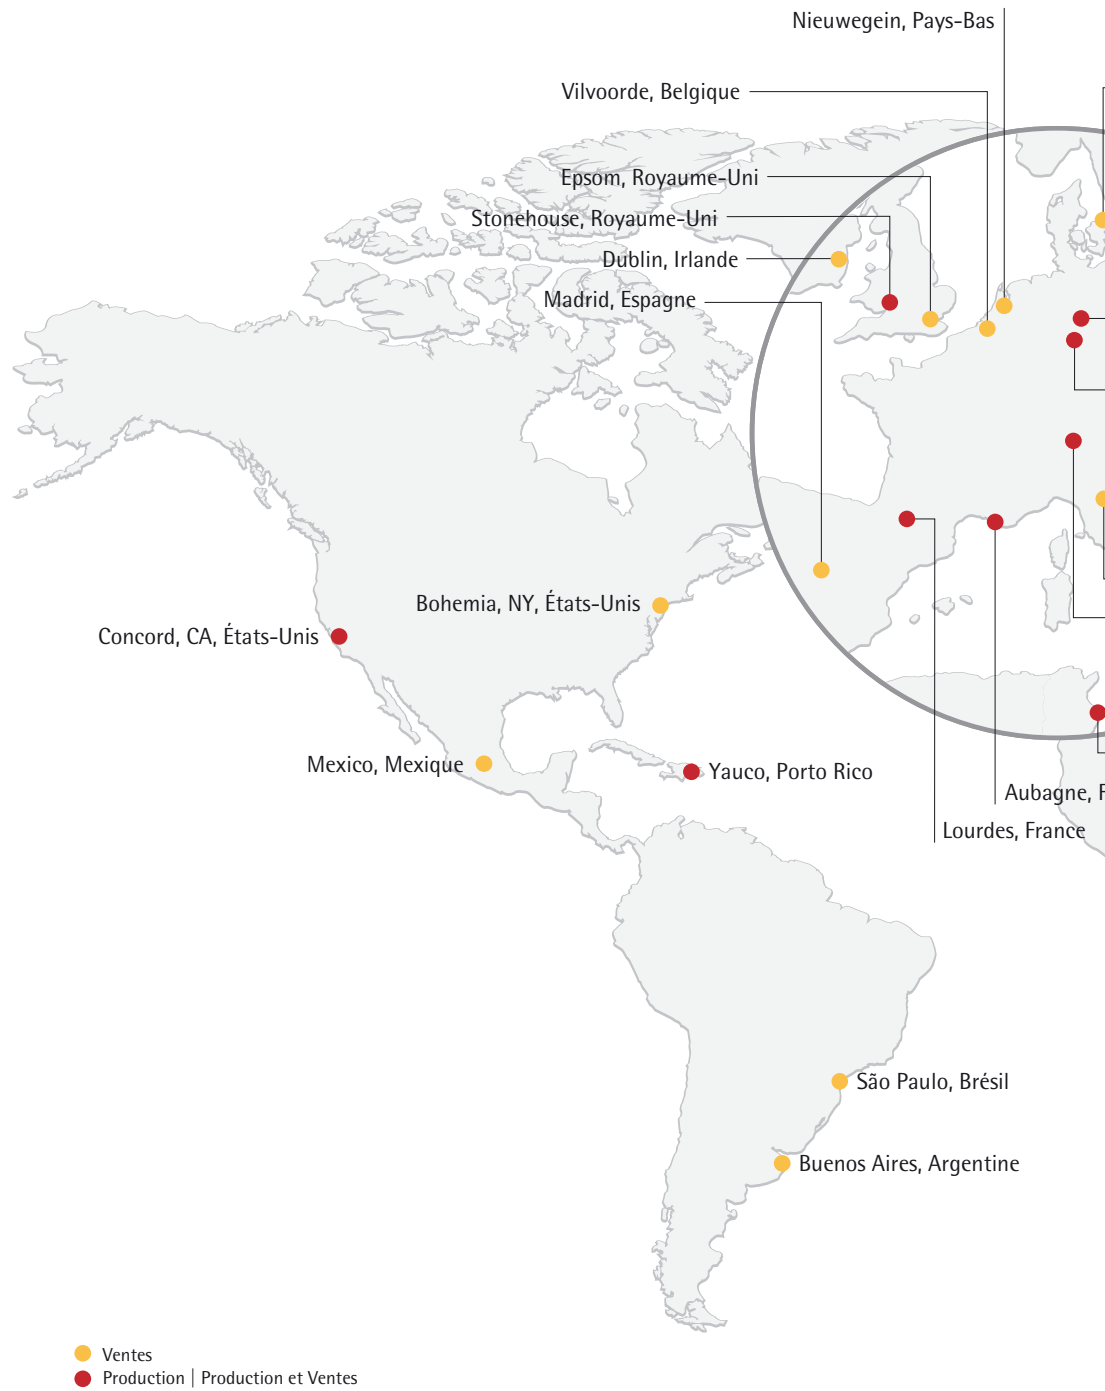 Nieuwegein, Pays-Bas
Vilvoorde, Belgique
Epsom, Royaume-Uni
Stonehouse, Royaume-Uni
Dublin, Irlande
Madrid, Espagne
Bohemia, NY, États-Unis
Concord, CA, États-Unis
Mexico, Mexique
Yauco, Porto Rico
Aubagne,
Lourdes, France
São Paulo, Brésil
Buenos Aires, Argentine
Ventes
Production | Production et Ventes